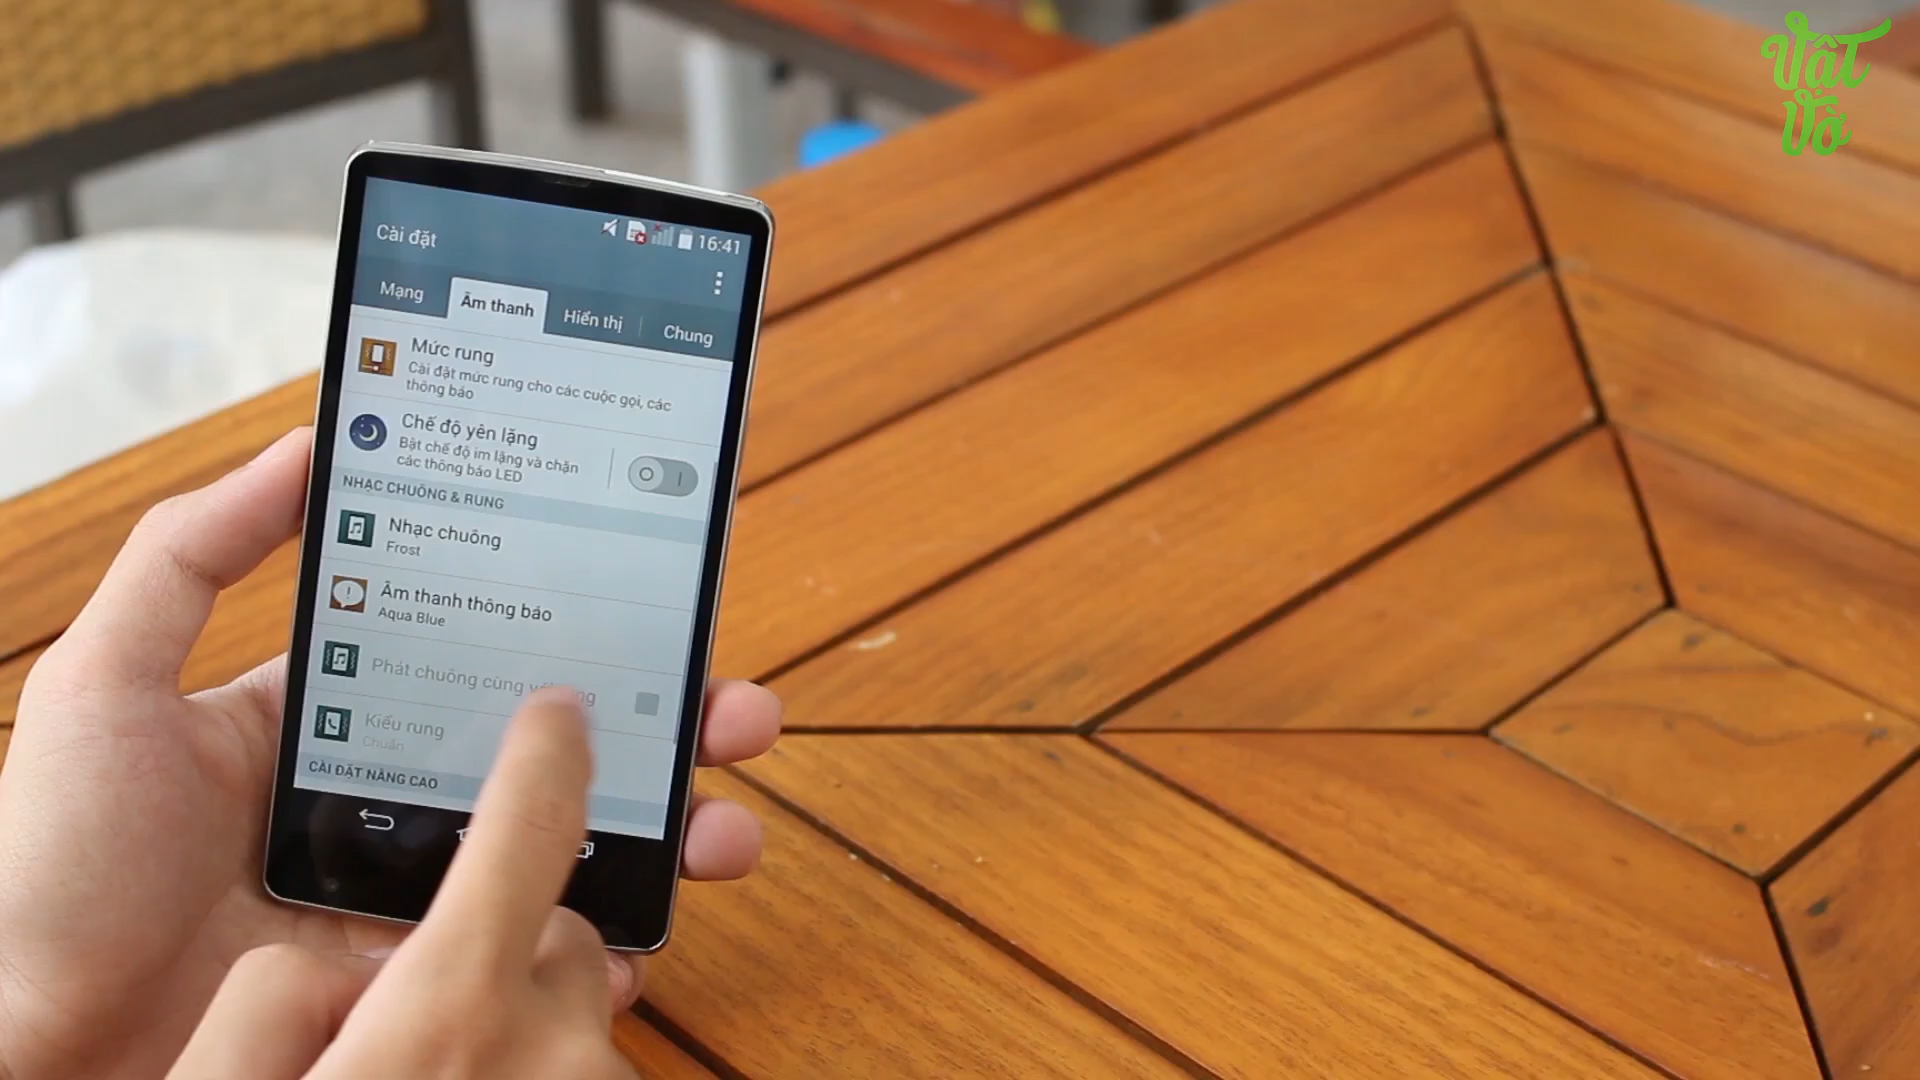 Vật
Vờ
16:41
Cài đặt
Mạng
Âm thanh
Hiển thị
Chung
Mức rung
Cài đặt mức rung cho các cuộc gọi, các
thông báo
Chế độ yên lặng
Bật chế độ im lặng và chặn
các thông báo LED
NHẠC CHUÔNG & RUNG
Nhạc chuông
Frost
Âm thanh thông báo
Aqua Blue
Phát chuông cùng với
Kiểu rung
Chuẩn
CÀI ĐẶT NÂNG CAO